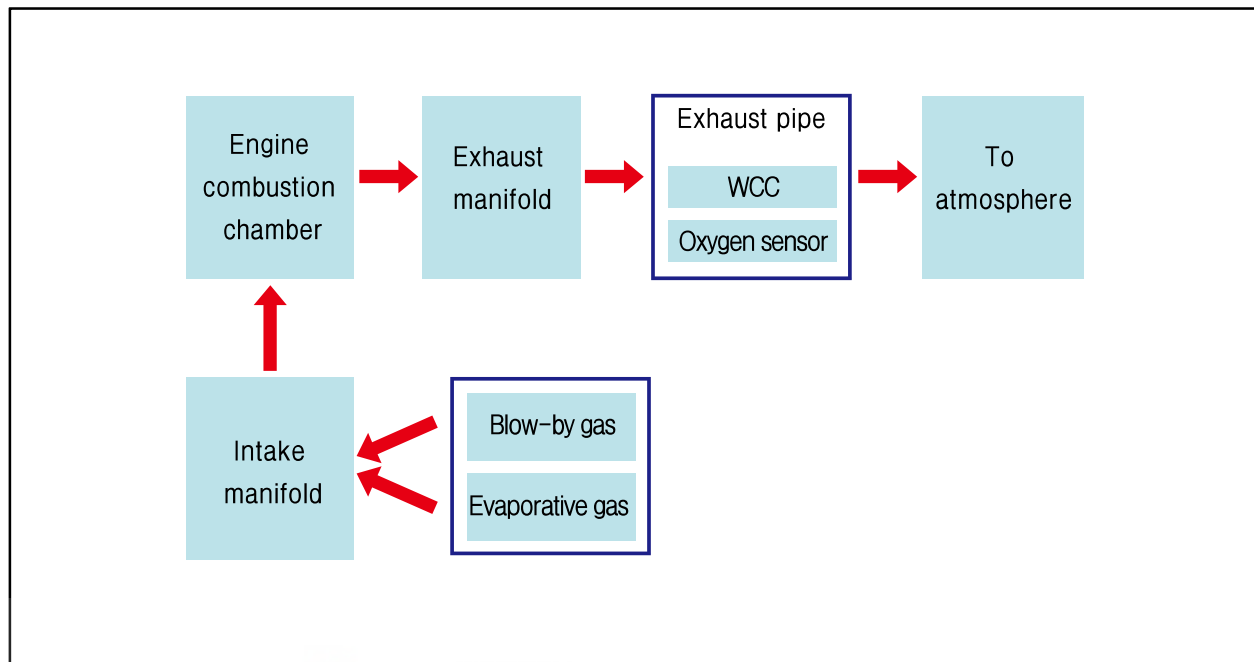 Engine
combustion
chamber
Exhaust
manifold
Exhaust pipe
WCC
Oxygen sensor
To
atmosphere
Intake
manifold
Blow-by gas
Evaporative gas